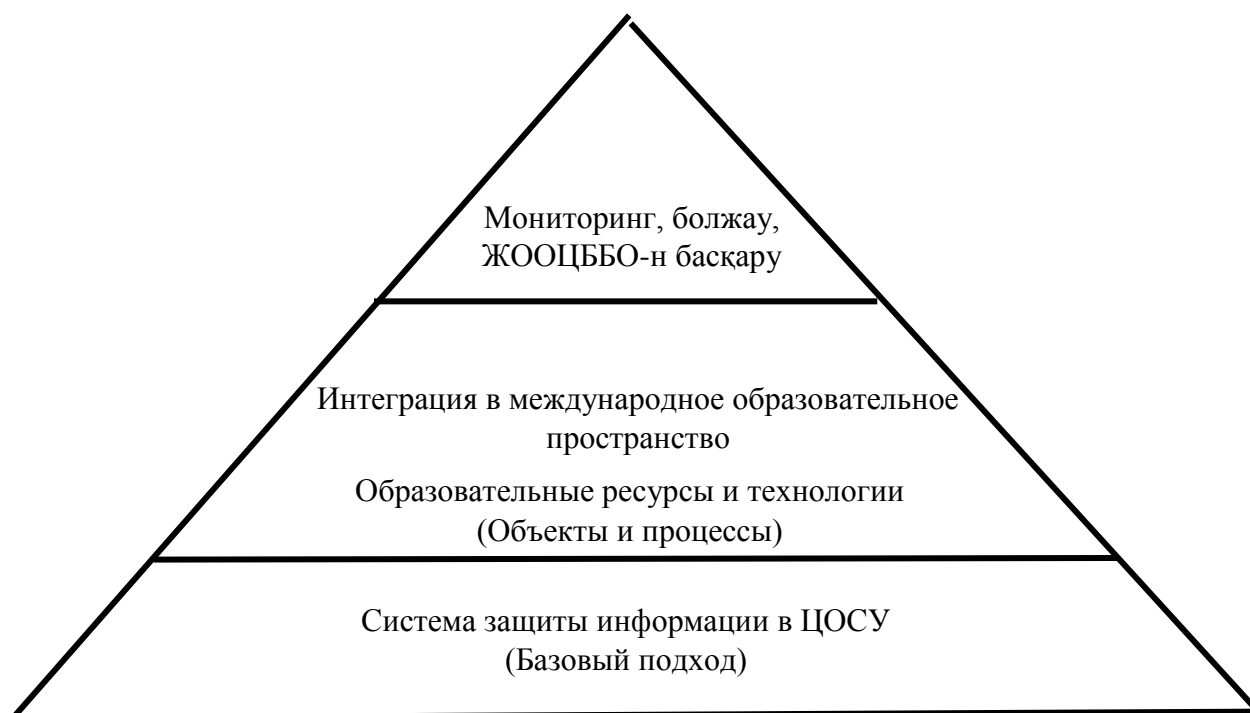 Мониторинг, болжау,
ЖООЦББО-н басқару
Интеграция в международное образовательное
пространство
Образовательные ресурсы и технологии
(Объекты и процессы)
Система защиты информации в ЦОСУ
(Базовый подход)